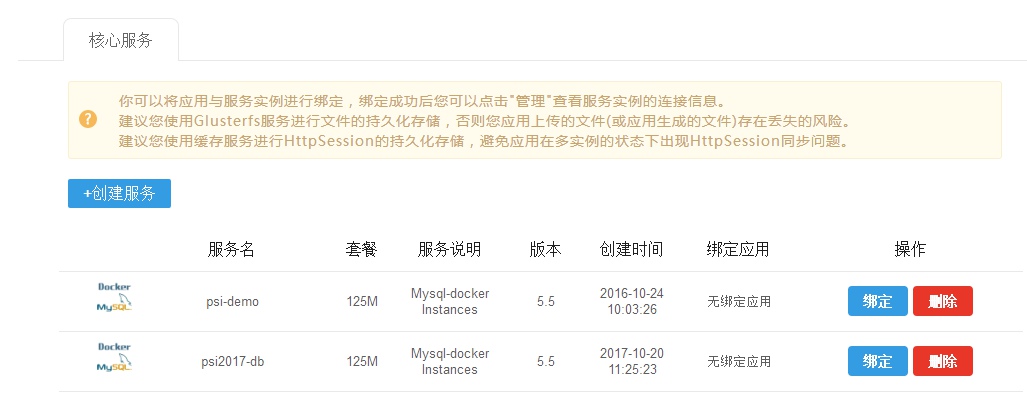 核心服务
你可以将应用与服务实例进行绑定，绑定成功后您可以点击"管理"查看服务实例的连接信息。
建议您使用Glusterfs服务进行文件的持久化存储，否则您应用上传的文件(或应用生成的文件)存在丢失的风险。
建议您使用缓存服务进行HttpSession的持久化存储，避免应用在多实例的状态下出现HttpSession同步问题。
+创建服务
服务名 套餐 服务说明 版本 创建时间 绑定应用 操作
Docker
MySQL
psi-demo 125M Mysql-docker Instances 5.5 2016-10-24 10:03:26 无绑定应用 绑定 删除
Docker
MySQL
psi2017-db 125M Mysql-docker Instances 5.5 2017-10-20 11:25:23 无绑定应用 绑定 删除